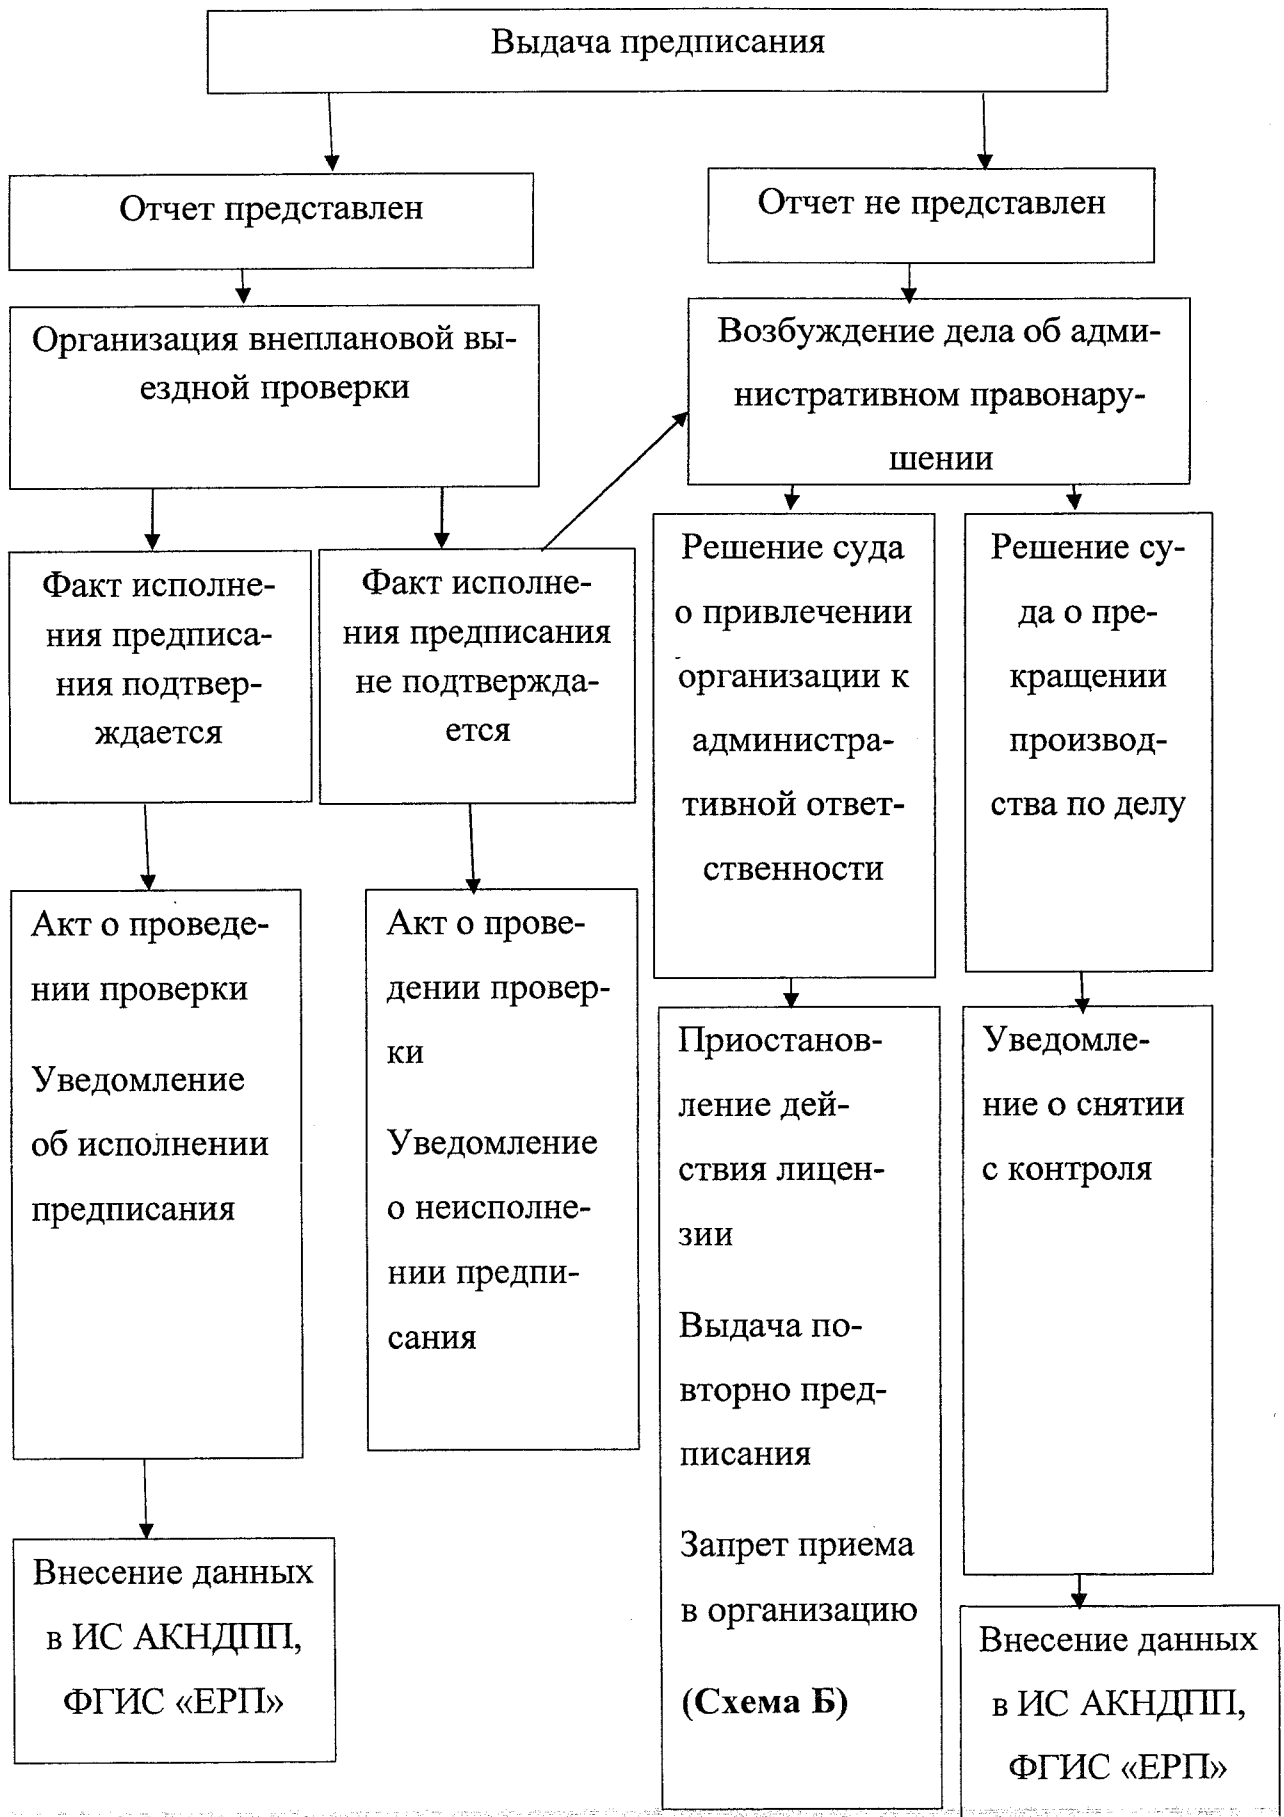 Выдача предписания
Отчет представлен
Отчет не представлен
Организация внеплановой вы-
ездной проверки
Возбуждение дела об адми-
нистративном правонару-
шении
Факт исполне-
ния предписа-
ния подтвер-
ждается
Факт исполне-
ния предписания
не подтвержда-
ется
Решение суда
о привлечении
организации к
администра-
тивной ответ-
ственности
Решение су-
да о пре-
кращении
производ-
ства по делу
Акт о проведе-
нии проверки
Уведомление
об исполнении
предписания
Акт о прове-
дении провер-
ки
Уведомление
о неисполне-
нии предпи-
сания
Приостанов-
ление дей-
ствия лицен-
зии
Выдача по-
вторно пред-
писания
Запрет приема
в организацию
(Схема Б)
Уведомле-
ние о снятии
с контроля
Внесение данных
в ИС АКНДПП,
ФГИС «ЕРП»
Внесение данных
в ИС АКНДПП,
ФГИС «ЕРП»